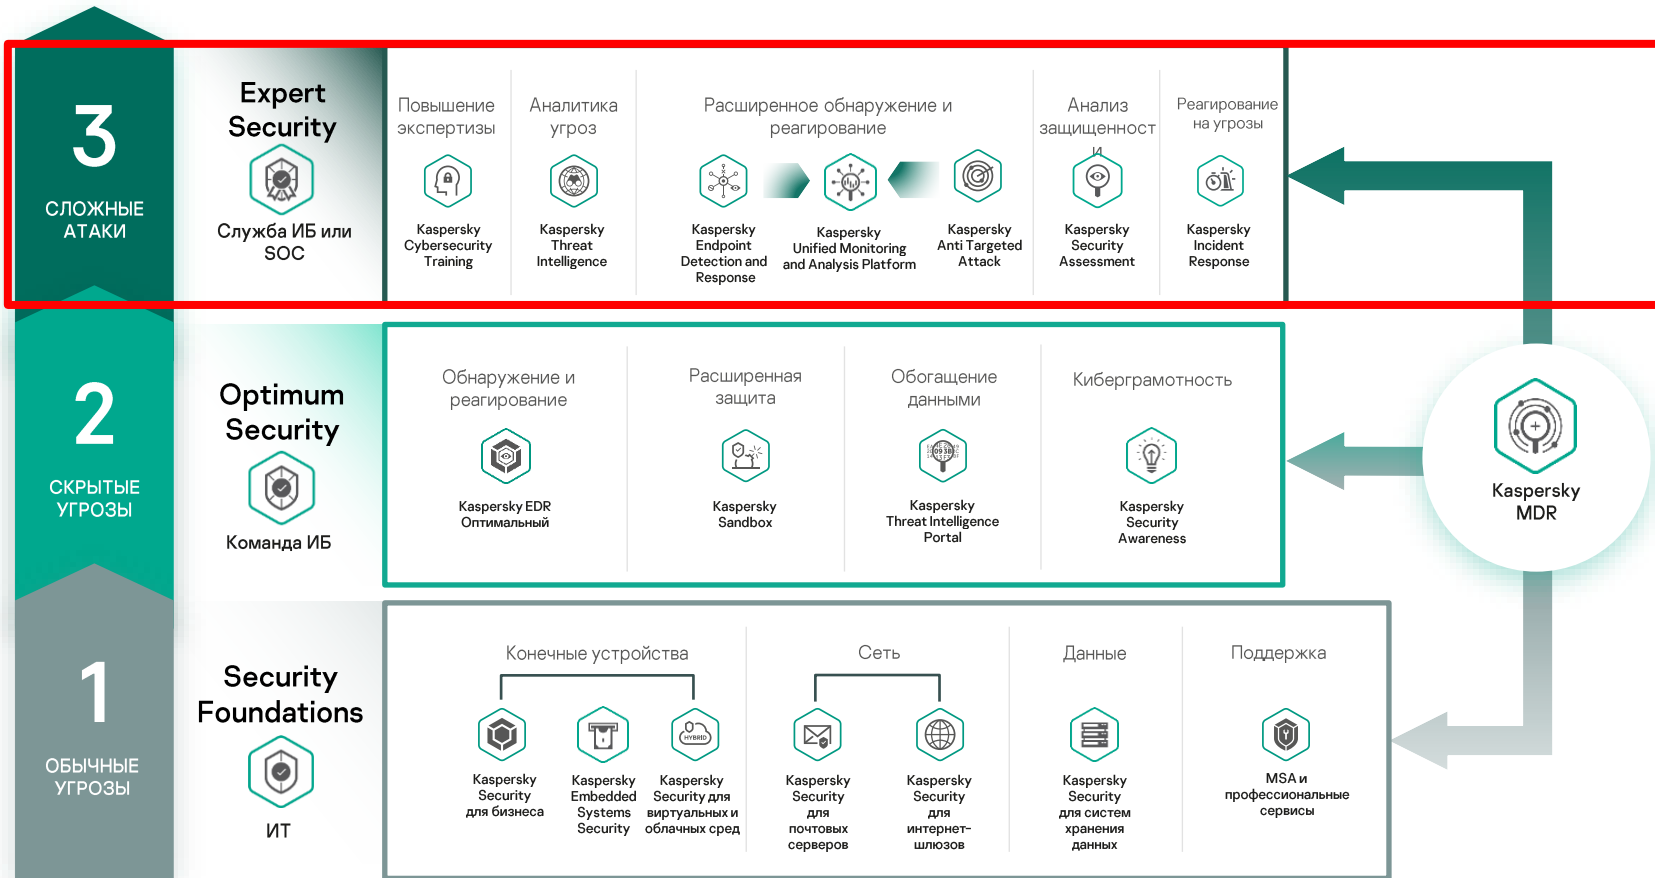 3
СЛОЖНЫЕ
АТАКИ
Expert
Security
Служба ИБ или
SOC
Повышение
экспертизы
Kaspersky
Cybersecurity
Training
Аналитика
угроз
Kaspersky
Threat
Intelligence
Расширенное обнаружение и
реагирование
Kaspersky
Endpoint
Detection and
Response
Kaspersky
Unified Monitoring
and Analysis Platform
Kaspersky
Anti Targeted
Attack
Анализ
защищенност
и
Kaspersky
Security
Assessment
Реагирование
на угрозы
Kaspersky
Incident
Response
2
СКРЫТЫЕ
УГРОЗЫ
Optimum
Security
Команда ИБ
Обнаружение и
реагирование
Kaspersky EDR
Оптимальный
Расширенная
защита
Kaspersky
Sandbox
Обогащение
данными
Kaspersky
Threat Intelligence
Portal
Киберграмотность
Kaspersky
Security
Awareness
Kaspersky
MDR
1
ОБЫЧНЫЕ
УГРОЗЫ
Security
Foundations
ИТ
Конечные устройства
Kaspersky
Security
для бизнеса
Kaspersky
Embedded
Systems
Security
HYBRID
Kaspersky
Security для
виртуальных и
облачных сред
Сеть
Kaspersky
Security
для
почтовых
серверов
Kaspersky
Security
для
интернет-
шлюзов
Данные
Kaspersky
Security
для систем
хранения
данных
Поддержка
MSA и
профессиональные
сервисы